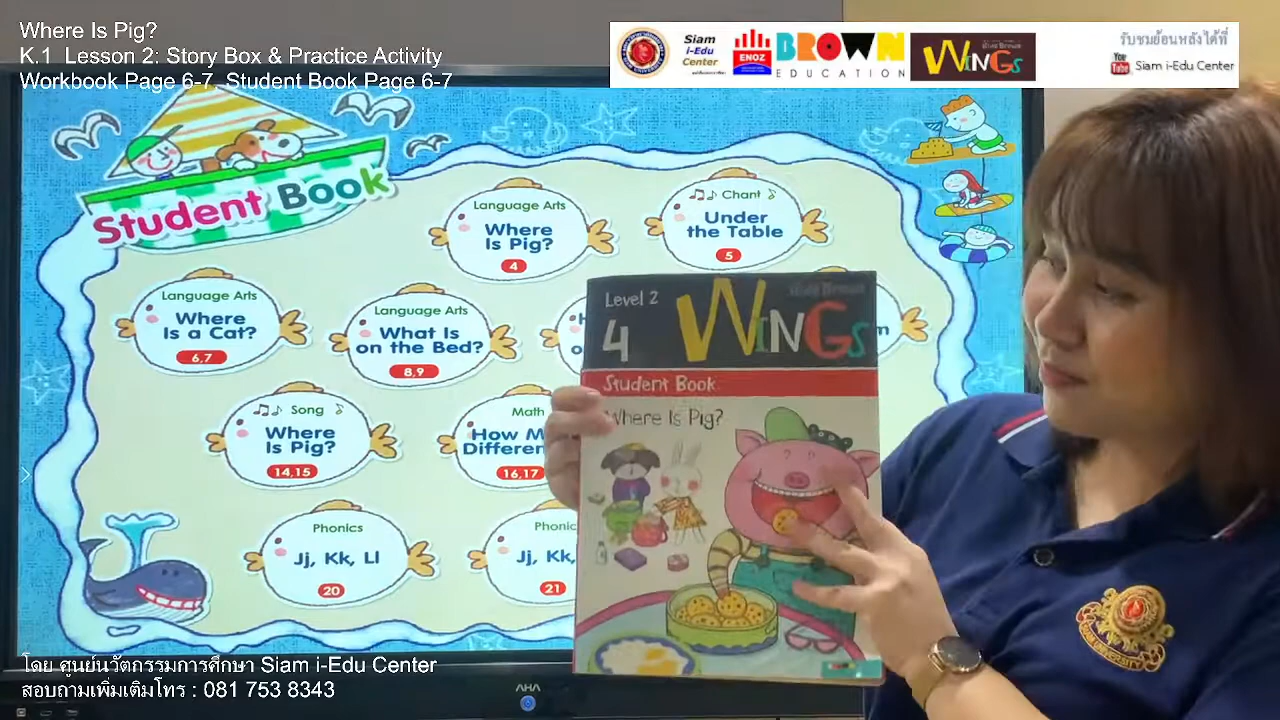 Where Is Pig?
K.1 Lesson 2: Story Box & Practice Activity
Workbook Page 6-7, Student Book Page 6-7
Siam
i-Edu
Center
ENOZ
BROWN
EDUCATION
WINGS
รับชมย้อนหลังได้ที่
You
Tube
Siam i-Edu Center
Student Book
Language Arts
Where
Is Pig?
4
Chant
Under
the Table
5
Language Arts
Where
Is a Cat?
6,7
Language Arts
What Is
on the Bed?
8,9
Song
Where
Is Pig?
14,15
Math
How M
Differen
16,17
Phonics
Jj, Kk, Ll
20
Phonic
Jj, Kk,
21
Level 2
4
WINGS
Student Book
Where Is Pig?
BROWN
โดย ศูนย์นวัตกรรมการศึกษา Siam i-Edu Center
สอบถามเพิ่มเติมโทร : 081 753 8343
AHA